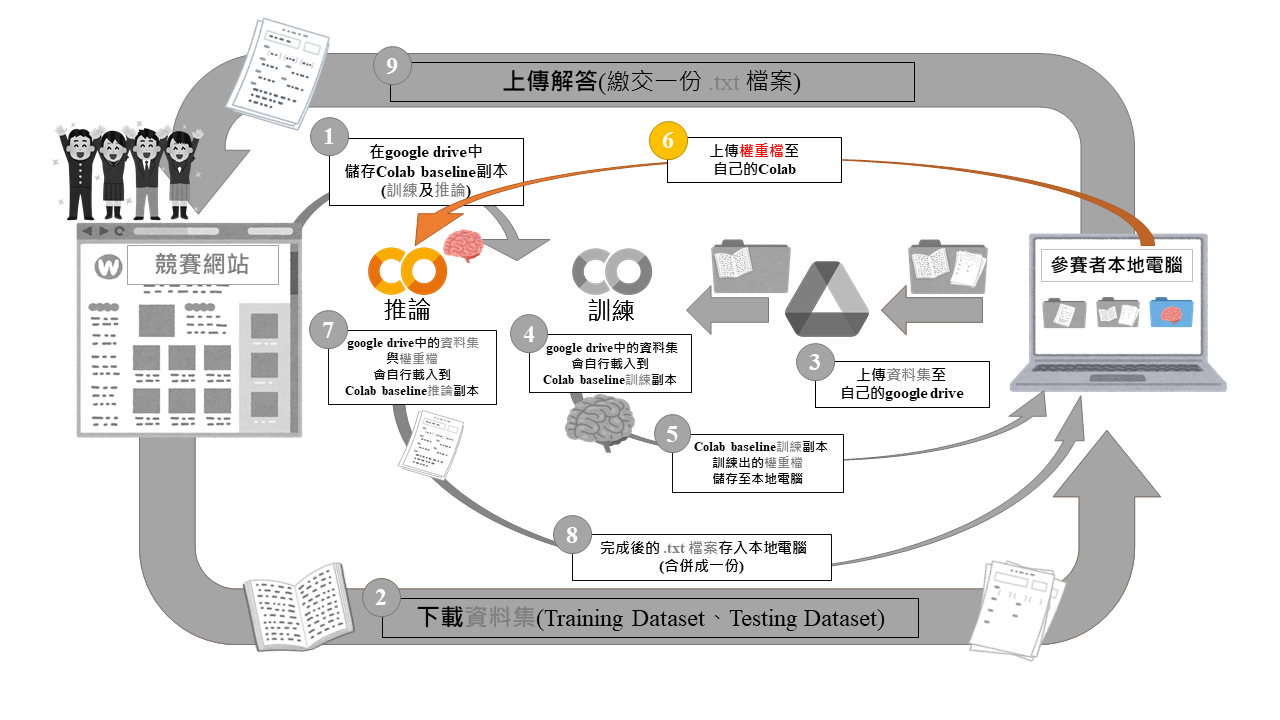 9
上傳解答(繳交一份 .txt 檔案)
1
在google drive中
儲存Colab baseline副本
(訓練及推論)
6
上傳權重檔至
自己的Colab
W
競賽網站
參賽者本地電腦
推論
訓練
7
google drive中的資料集
與權重檔
會自行載入到
Colab baseline推論副本
4
google drive中的資料集
會自行載入到
Colab baseline訓練副本
3
上傳資料集至
自己的google drive
5
Colab baseline訓練副本
訓練出的權重檔
儲存至本地電腦
8
完成後的 .txt 檔案存入本地電腦
(合併成一份)
2
下載資料集(Training Dataset、Testing Dataset)